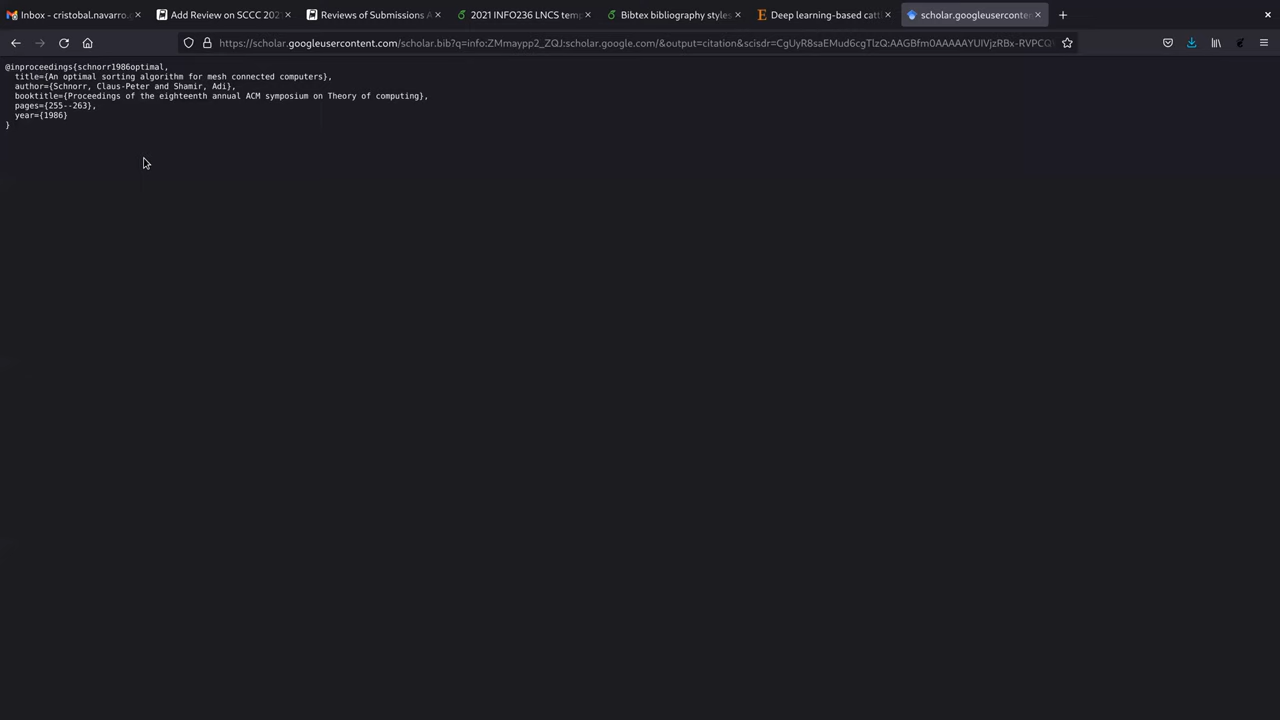 Inbox - cristobal.navarro.
Add Review on SCCC 2021
Reviews of Submissions A
2021 INFO236 LNCS temp
Bibtex bibliography styles
Deep learning-based catt
scholar.googleusercontent
https://scholar.googleusercontent.com/scholar.bib?q=info:ZMmaypp2_ZQJ:scholar.google.com/&output=citation&scisdr=CgUyR8saEMud6cgTlzQ:AAGBfm0AAAAAYUIVjzRBx-RVPCQ
@inproceedings{schnorr1986optimal,
title={An optimal sorting algorithm for mesh connected computers},
author={Schnorr, Claus-Peter and Shamir, Adi},
booktitle={Proceedings of the eighteenth annual ACM symposium on Theory of computing},
pages={255--263},
year={1986}
}